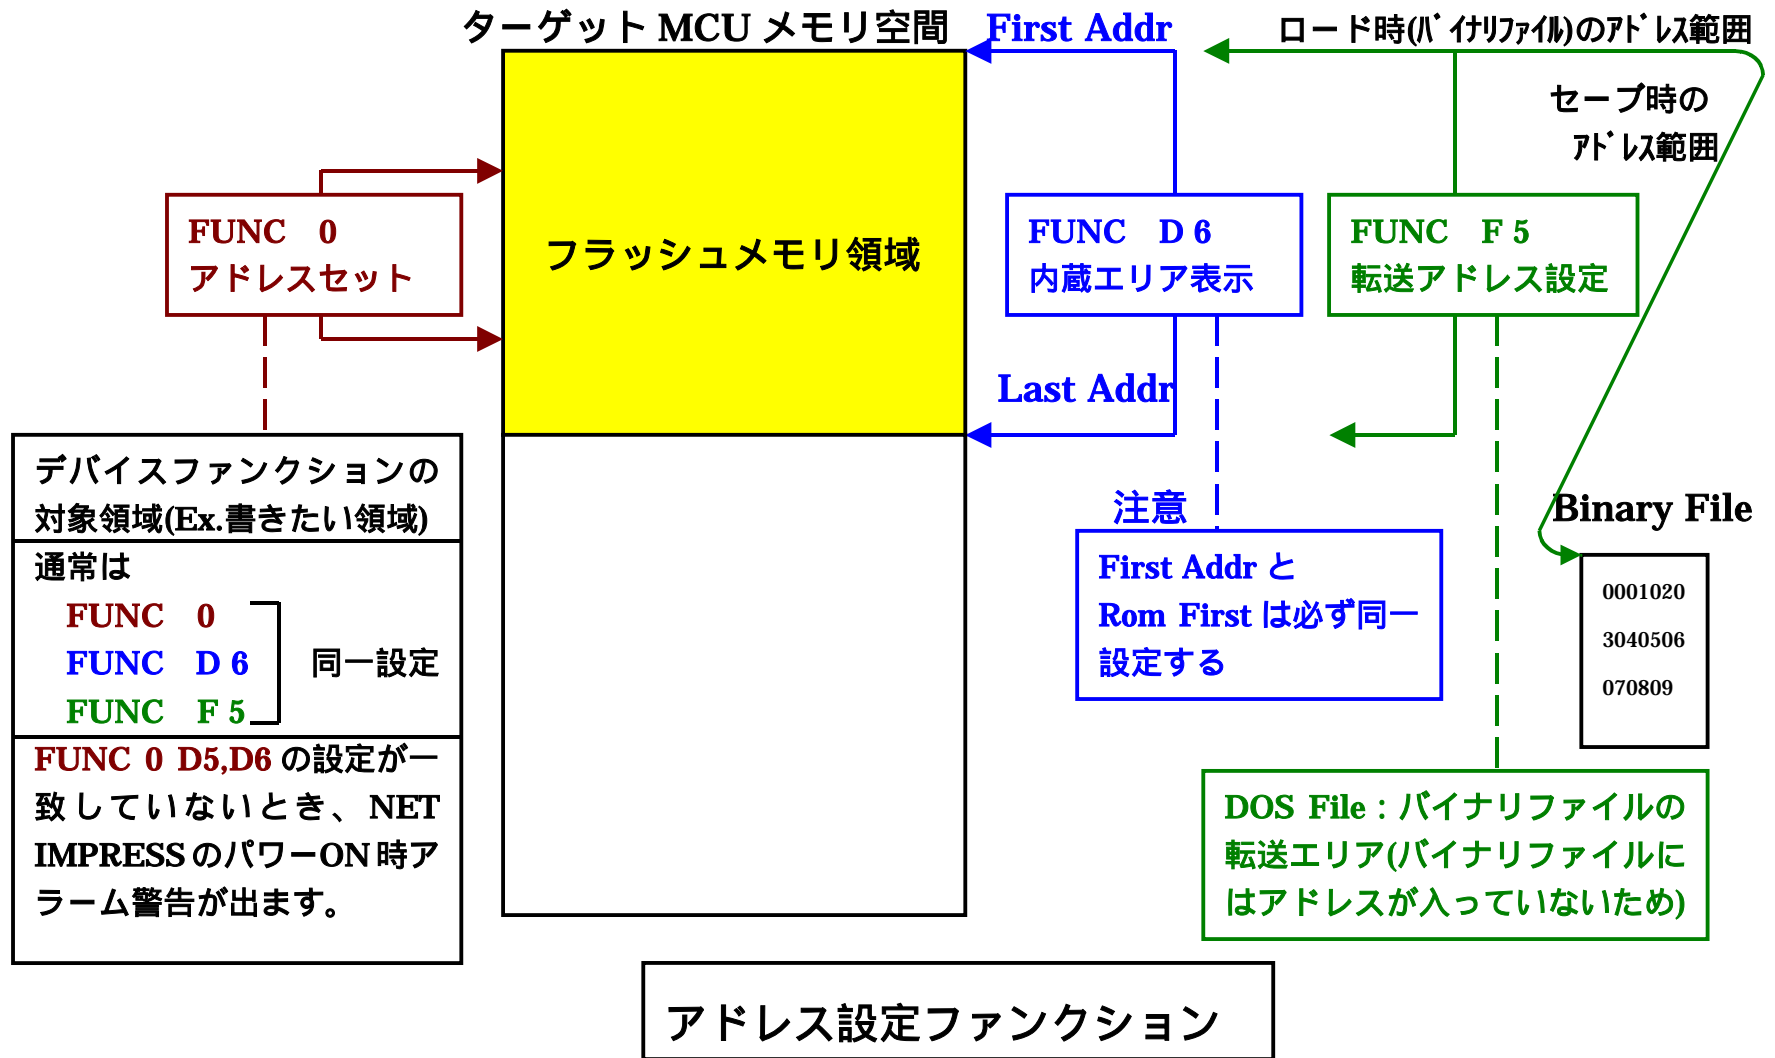 ターゲット MCU メモリ空間
First Addr
ロード時(ﾊﾞｲﾅﾘﾌｧｲﾙ)のｱﾄﾞﾚｽ範囲
セーブ時の
ｱﾄﾞﾚｽ範囲
FUNC 0
アドレスセット
フラッシュメモリ領域
FUNC D 6
内蔵エリア表示
FUNC F 5
転送アドレス設定
Last Addr
デバイスファンクションの
対象領域(Ex.書きたい領域)
通常は
FUNC 0
FUNC D 6
FUNC F 5
同一設定
FUNC 0 D5,D6 の設定が一
致していないとき、NET
IMPRESS のパワーON 時ア
ラーム警告が出ます。
注意
First Addr と
Rom First は必ず同一
設定する
Binary File
0001020
3040506
070809
DOS File：バイナリファイルの
転送エリア(バイナリファイルに
はアドレスが入っていないため)
アドレス設定ファンクション